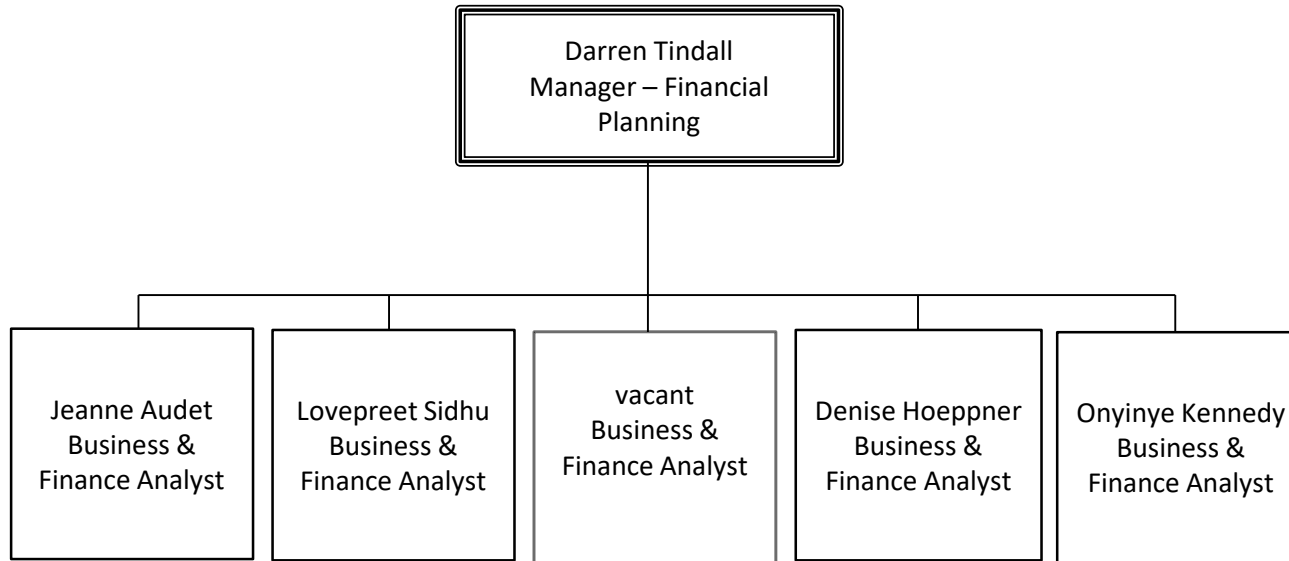 Darren Tindall
Manager – Financial
Planning
Jeanne Audet
Business &
Finance Analyst
Lovepreet Sidhu
Business &
Finance Analyst
vacant
Business &
Finance Analyst
Denise Hoeppner
Business &
Finance Analyst
Onyinye Kennedy
Business &
Finance Analyst